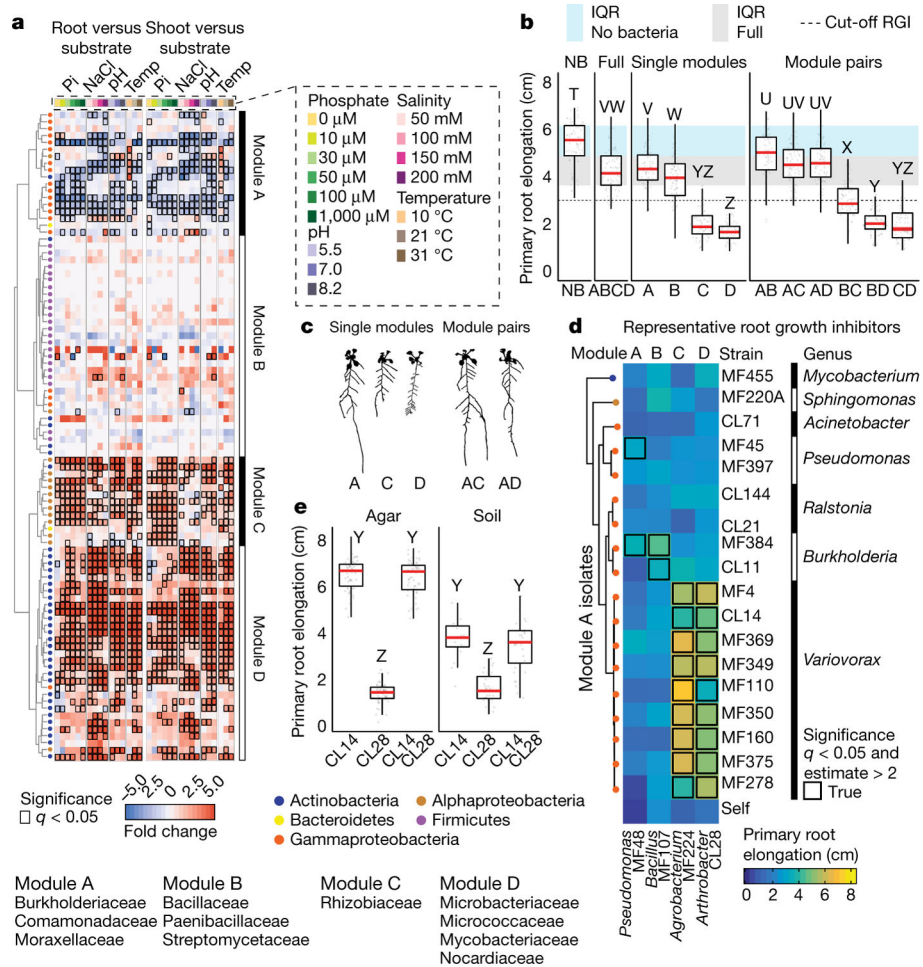 a
Root versus substrate
Shoot versus substrate
Pi NaCl pH Temp Pi NaCl pH Temp
Module A
Module B
Module C
Module D
Significance
q < 0.05
−5.0 −2.5 0 2.5 5.0
Fold change
Phosphate
0 μM
10 μM
30 μM
50 μM
100 μM
1,000 μM
pH
5.5
7.0
8.2
Salinity
50 mM
100 mM
150 mM
200 mM
Temperature
10 °C
21 °C
31 °C
b
IQR
No bacteria
IQR
Full
Cut-off RGI
NB Full Single modules Module pairs
Primary root elongation (cm)
8
6
4
2
0
T VW V W YZ Z U UV UV X Y YZ
NB ABCD A B C D AB AC AD BC BD CD
c
Single modules Module pairs
A C D AC AD
d
Representative root growth inhibitors
Module A B C D Strain Genus
Module A isolates
MF455
MF220A
CL71
MF45
MF397
CL144
CL21
MF384
CL11
MF4
CL14
MF369
MF349
MF110
MF350
MF160
MF375
MF278
Self
Mycobacterium
Sphingomonas
Acinetobacter
Pseudomonas
Ralstonia
Burkholderia
Variovorax
Significance
q < 0.05 and
estimate > 2
True
Pseudomonas MF48
Bacillus MF107
Agrobacterium MF224
Arthrobacter CL28
Primary root
elongation (cm)
0 2 4 6 8
e
Agar Soil
Primary root elongation (cm)
8
6
4
2
0
Y Z Y Y Z Y
CL14 CL28 CL14 CL28 CL14 CL28 CL14 CL28
Actinobacteria
Bacteroidetes
Gammaproteobacteria
Alphaproteobacteria
Firmicutes
Module A
Burkholderiaceae
Comamonadaceae
Moraxellaceae
Module B
Bacillaceae
Paenibacillaceae
Streptomycetaceae
Module C
Rhizobiaceae
Module D
Microbacteriaceae
Micrococcaceae
Mycobacteriaceae
Nocardiaceae